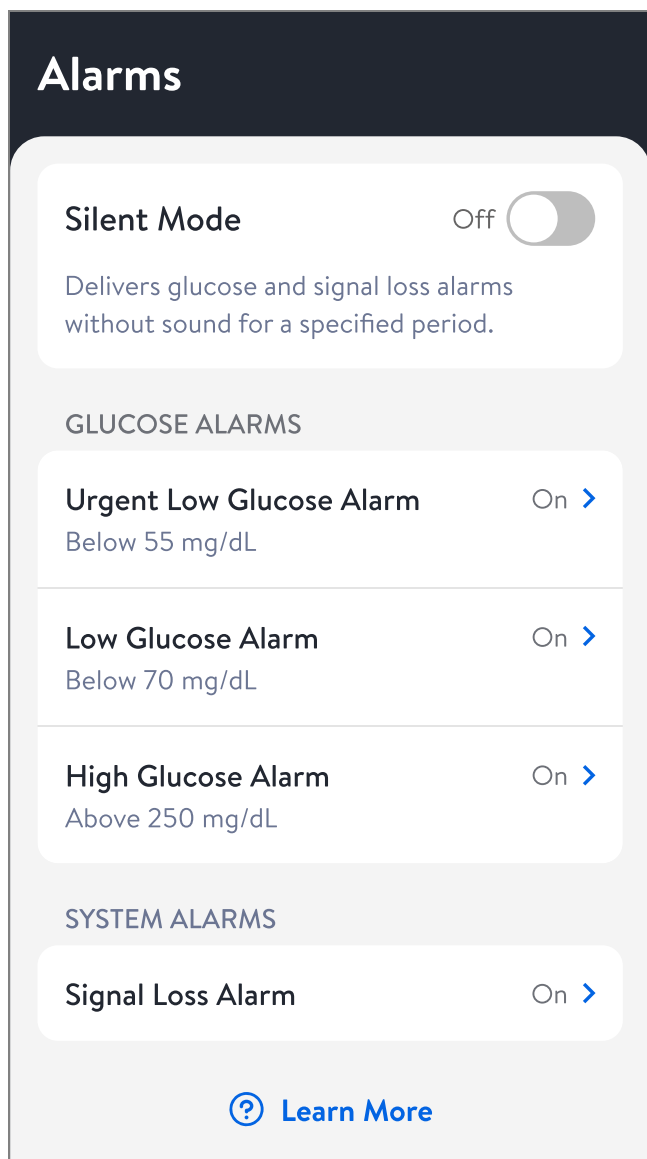 Alarms
Silent Mode
Off
Delivers glucose and signal loss alarms
without sound for a specified period.
GLUCOSE ALARMS
Urgent Low Glucose Alarm
On
Below 55 mg/dL
Low Glucose Alarm
On
Below 70 mg/dL
High Glucose Alarm
On
Above 250 mg/dL
SYSTEM ALARMS
Signal Loss Alarm
On
? Learn More